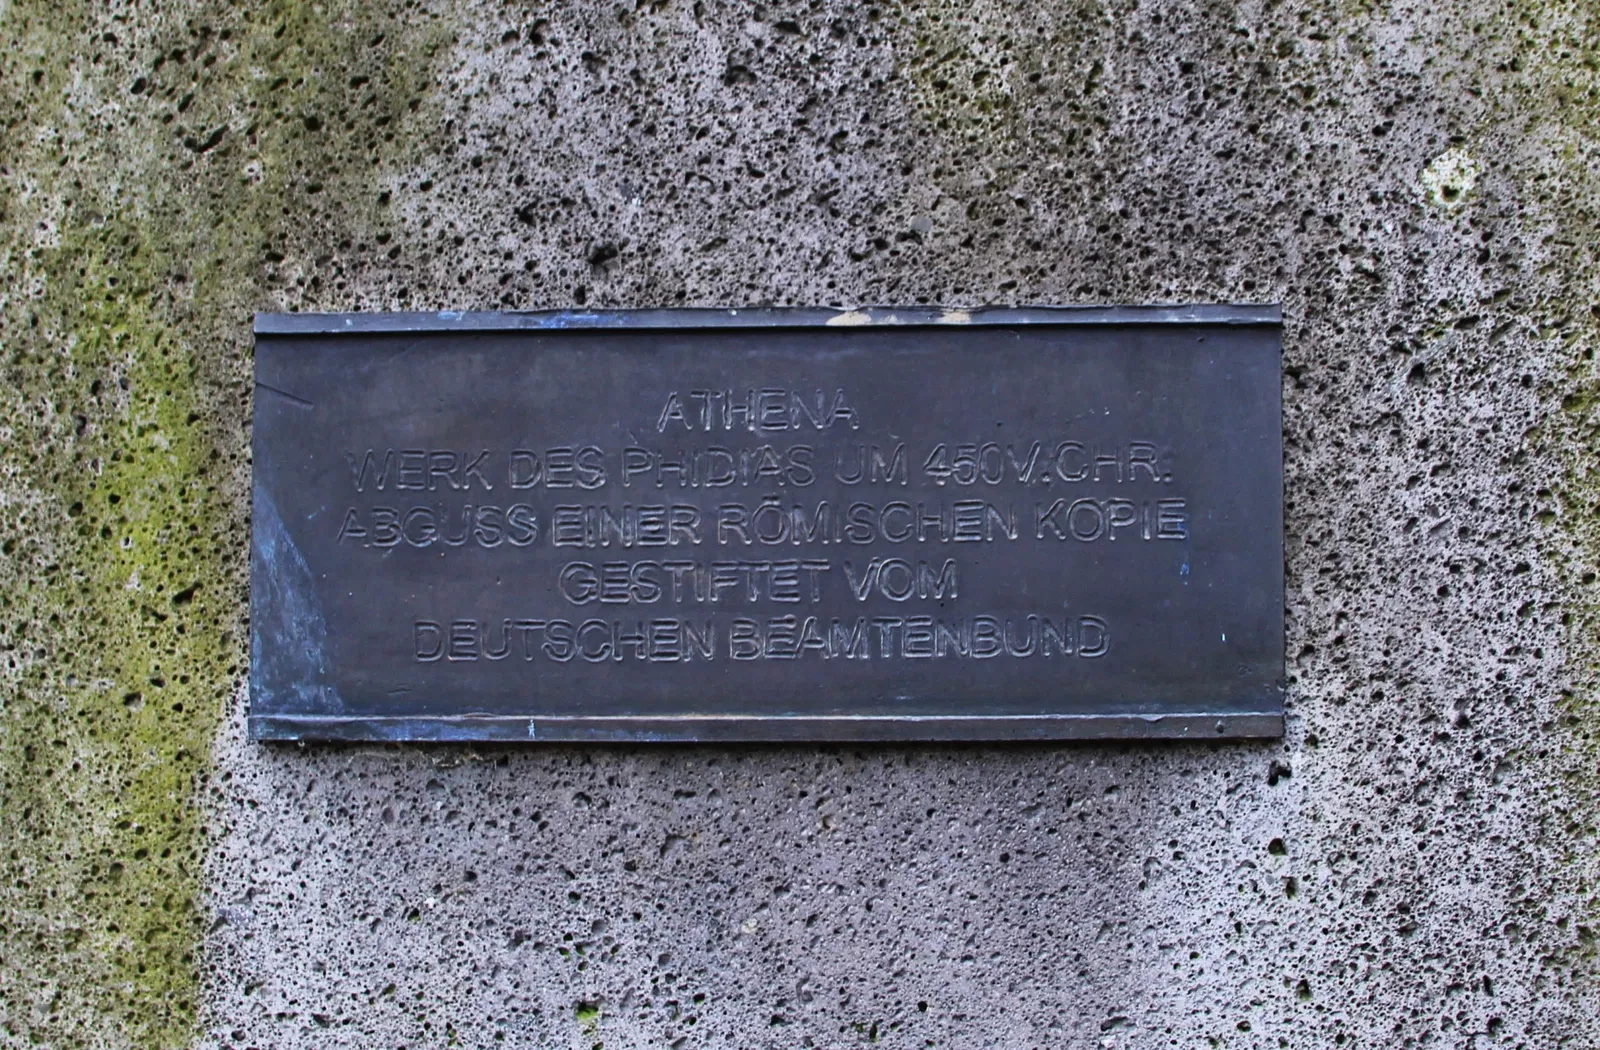 ATHENA
WERK DES PHIDIAS UM 450V.CHR.
ABGUSS EINER RÖMISCHEN KOPIE
GESTIFTET VOM
DEUTSCHEN BEAMTENBUND